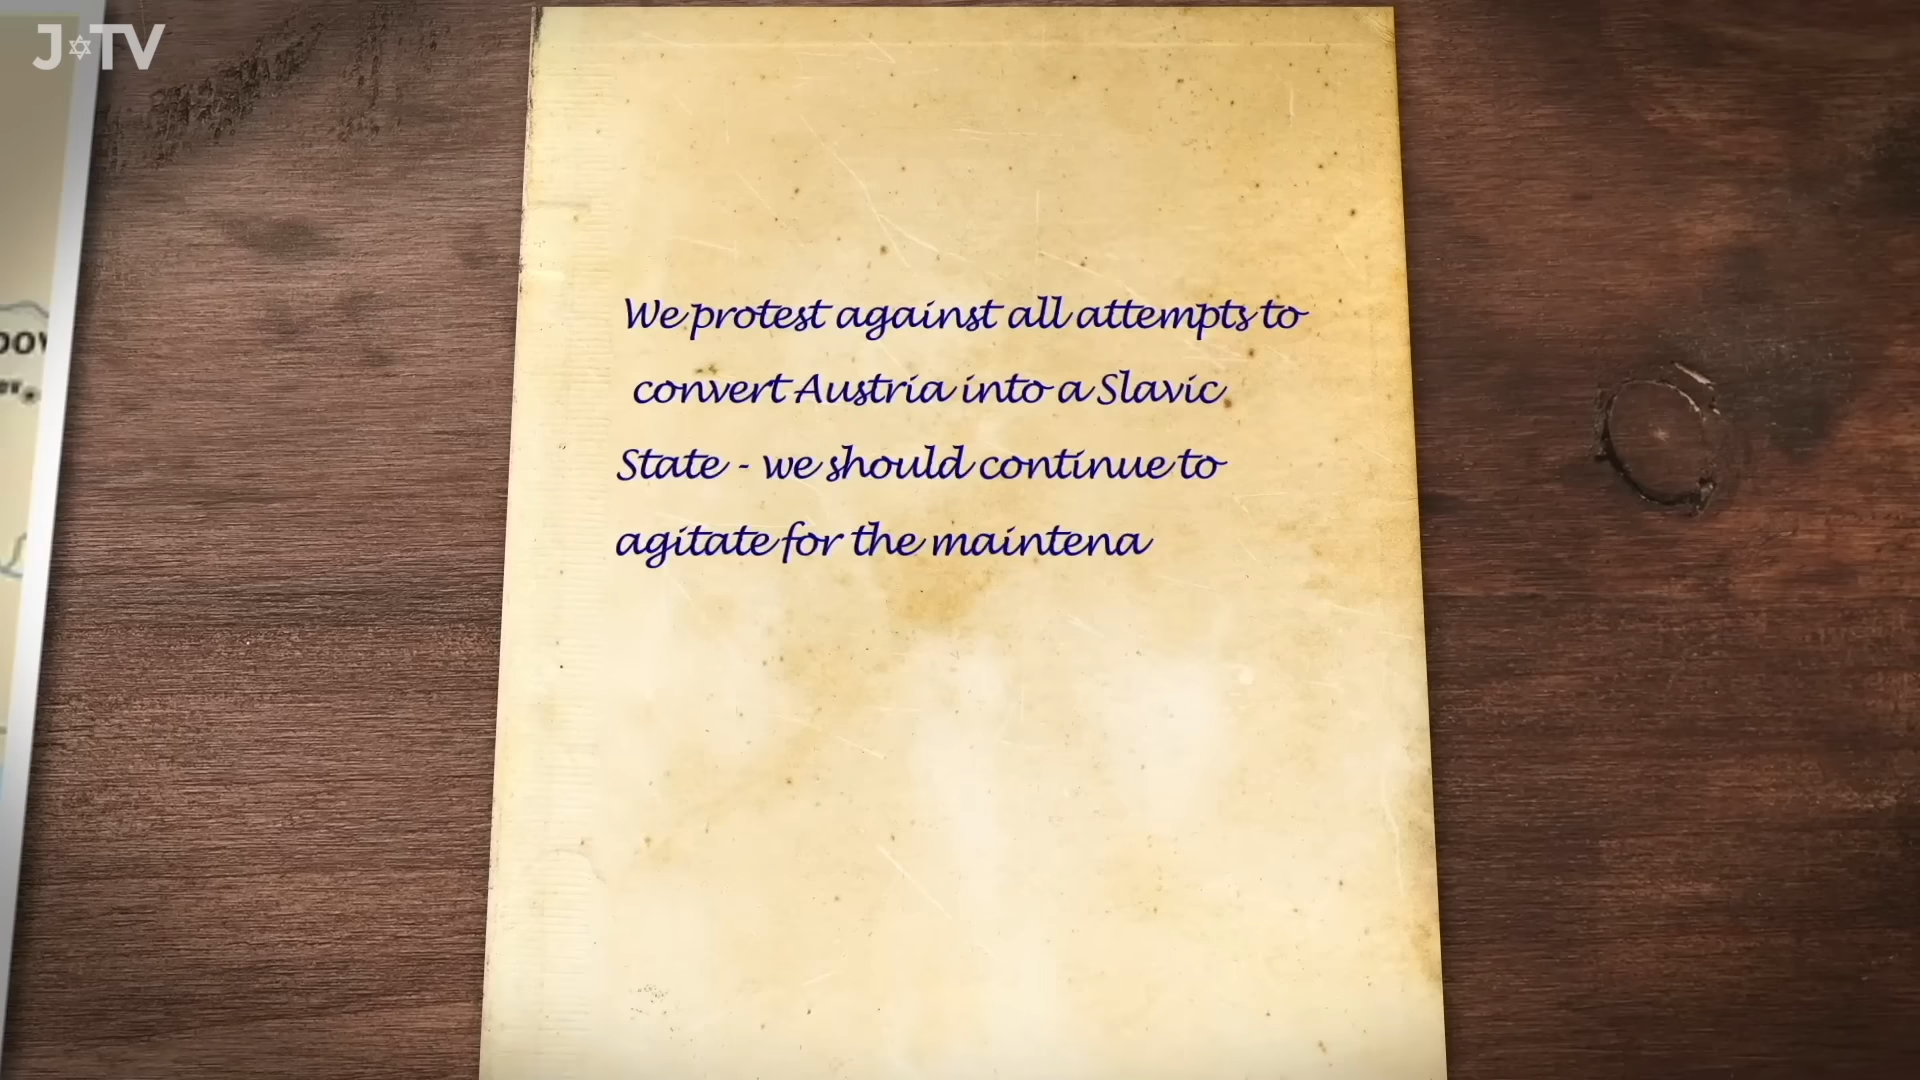 J✡TV
We protest against all attempts to
convert Austria into a Slavic
State - we should continue to
agitate for the maintena